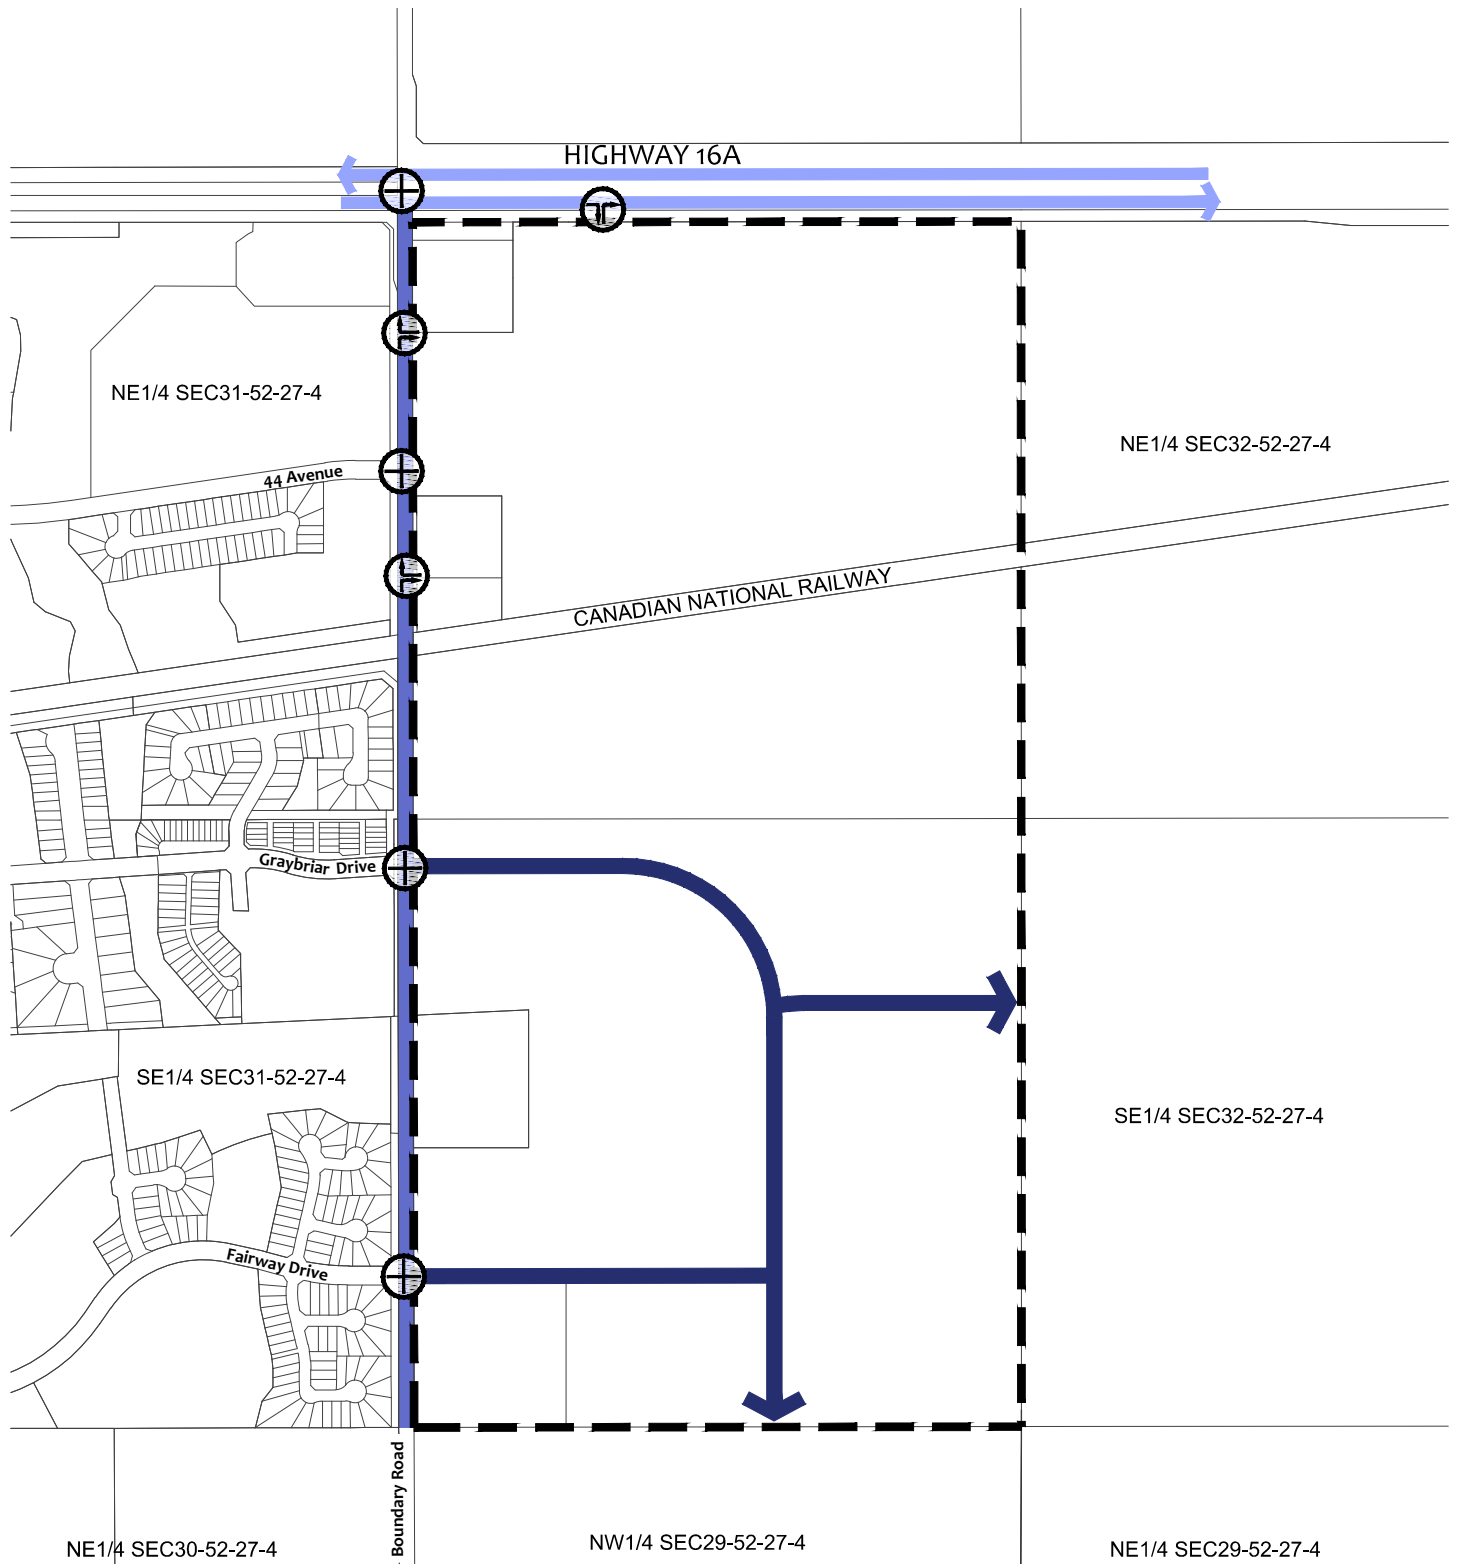 HIGHWAY 16A
NE1/4 SEC31-52-27-4
NE1/4 SEC32-52-27-4
44 Avenue
CANADIAN NATIONAL RAILWAY
Graybriar Drive
SE1/4 SEC31-52-27-4
SE1/4 SEC32-52-27-4
Fairway Drive
Boundary Road
NW1/4 SEC29-52-27-4
NE1/4 SEC30-52-27-4
NE1/4 SEC29-52-27-4